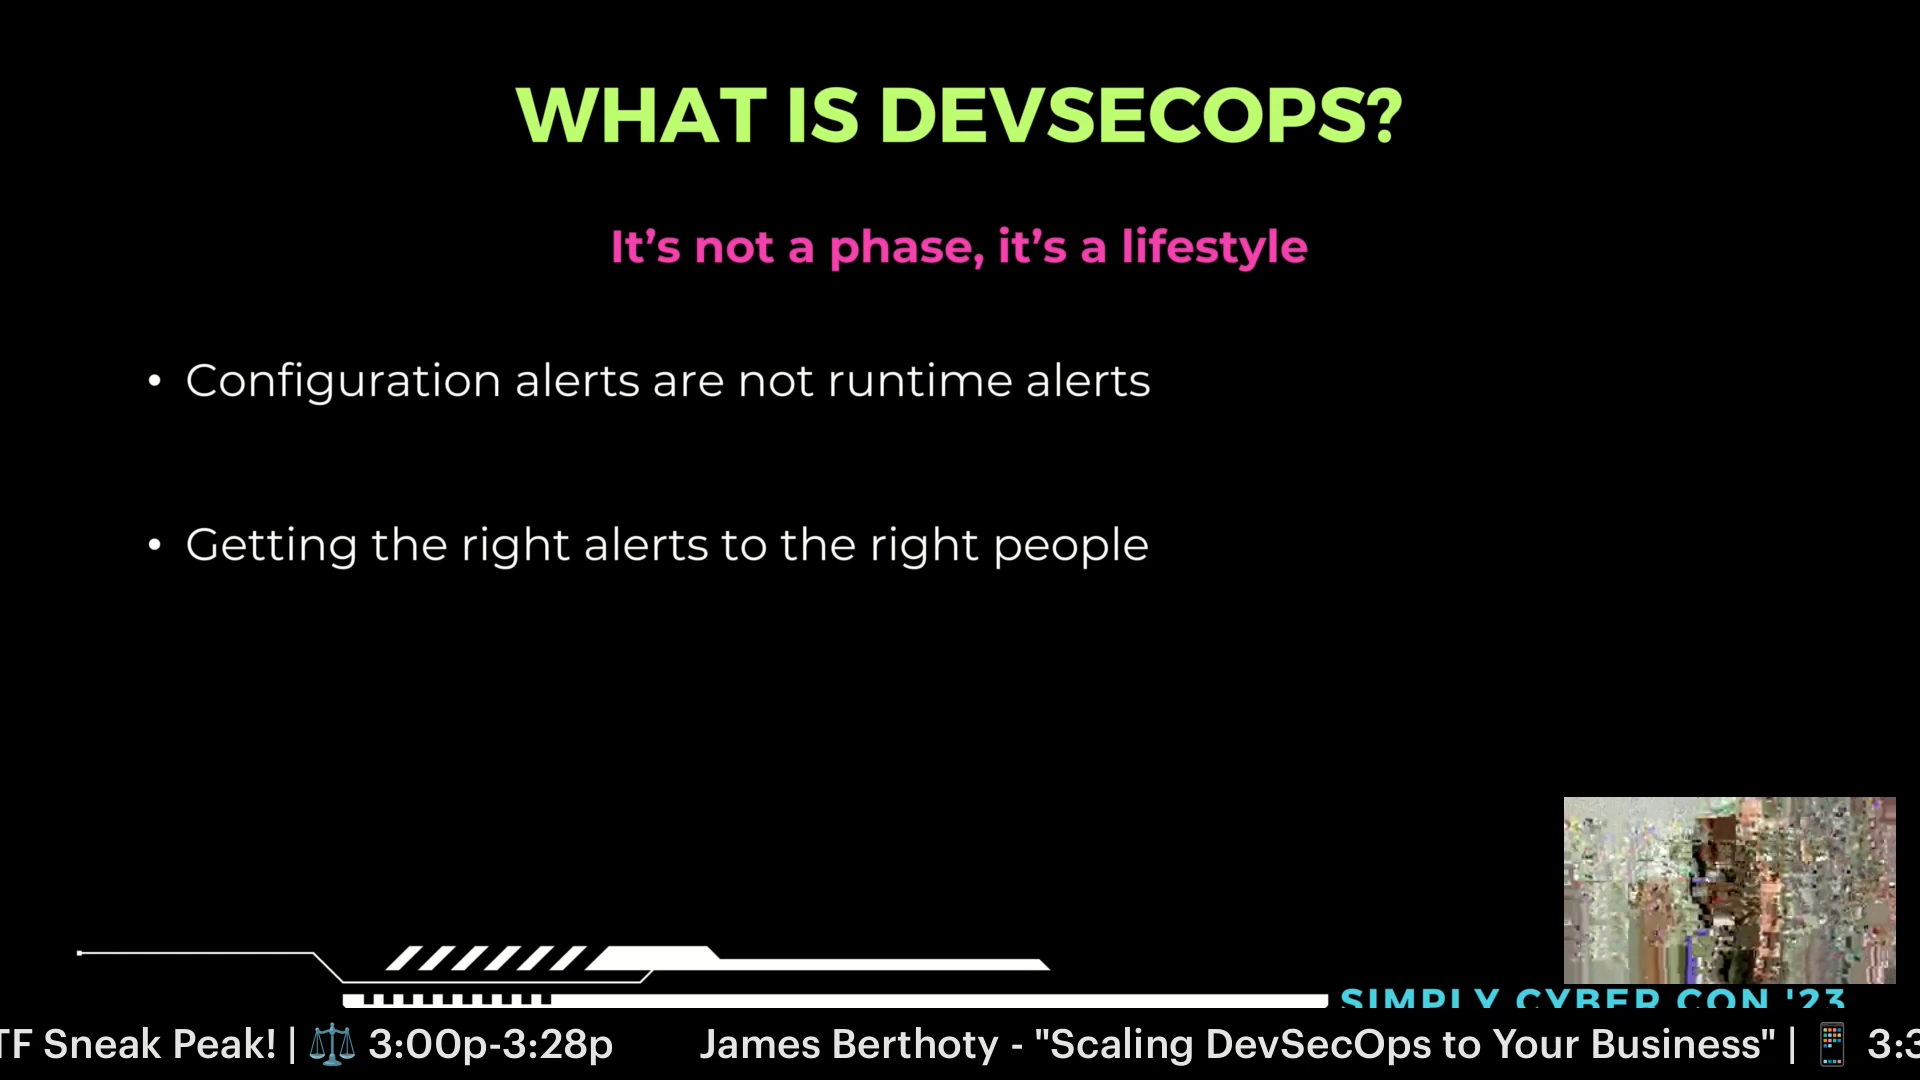 WHAT IS DEVSECOPS?
It’s not a phase, it’s a lifestyle
• Configuration alerts are not runtime alerts
• Getting the right alerts to the right people
SIMPLY CYBER CON '23
TF Sneak Peak! | ⚖️ 3:00p-3:28p James Berthoty - "Scaling DevSecOps to Your Business" | 📱 3:3